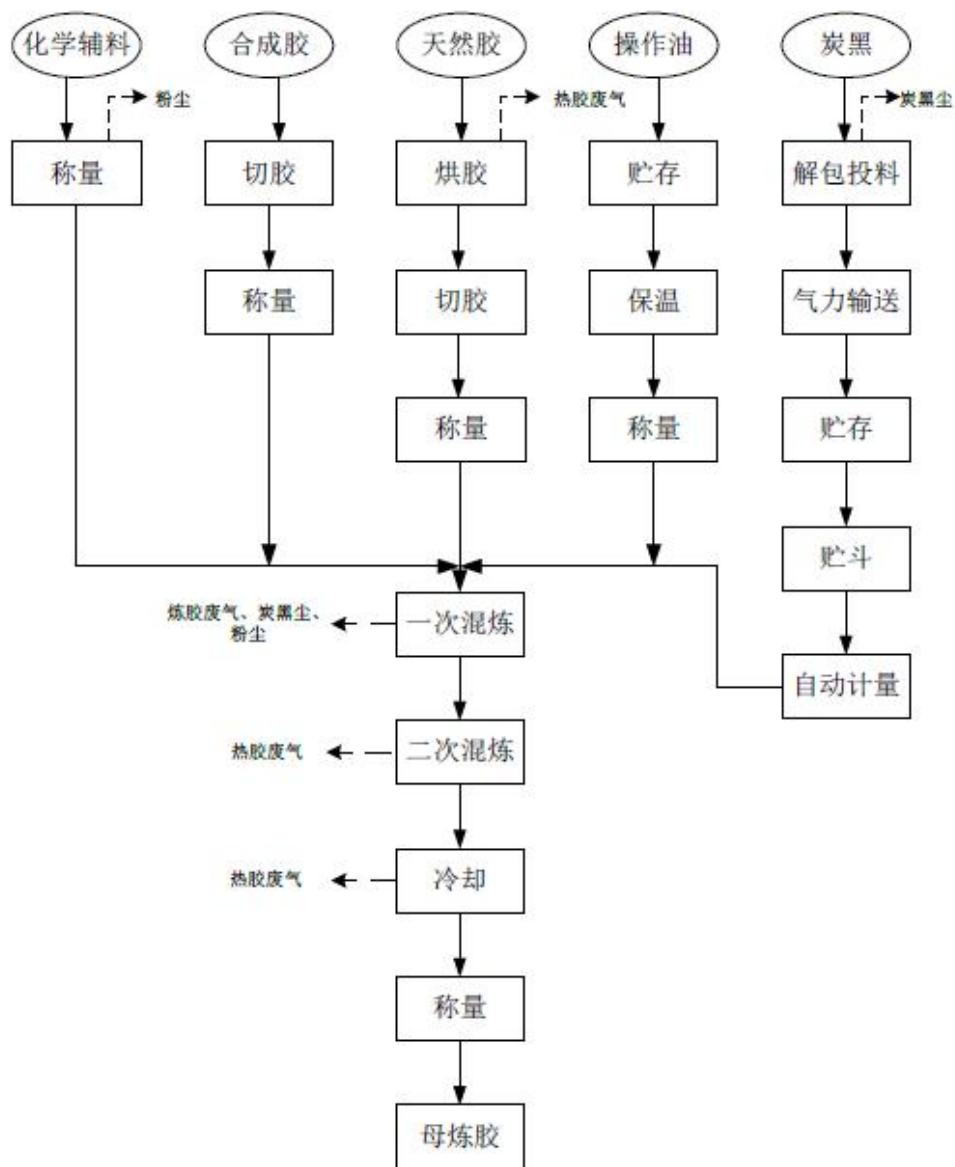 化学辅料
合成胶
天然胶
操作油
炭黑
粉尘
热胶废气
炭黑尘
称量
切胶
烘胶
贮存
解包投料
称量
切胶
保温
气力输送
称量
称量
贮存
贮斗
炼胶废气、炭黑尘、
粉尘
一次混炼
自动计量
热胶废气
二次混炼
热胶废气
冷却
称量
母炼胶